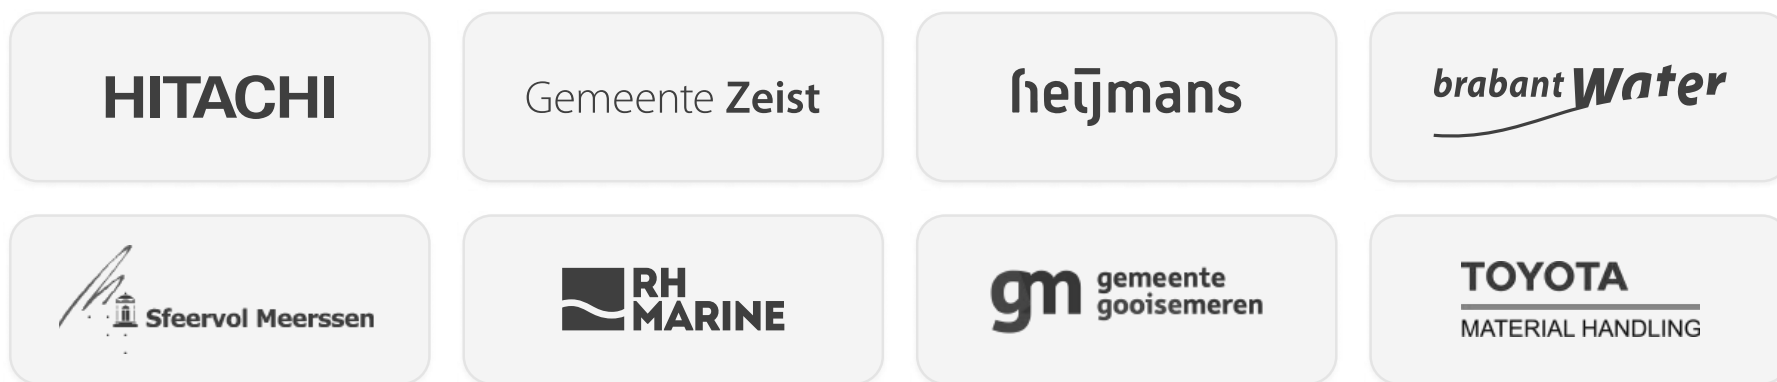 HITACHI
Gemeente Zeist
heijmans
brabant Water
Sfeervol Meerssen
RH
MARINE
gm gemeente
gooisemeren
TOYOTA
MATERIAL HANDLING